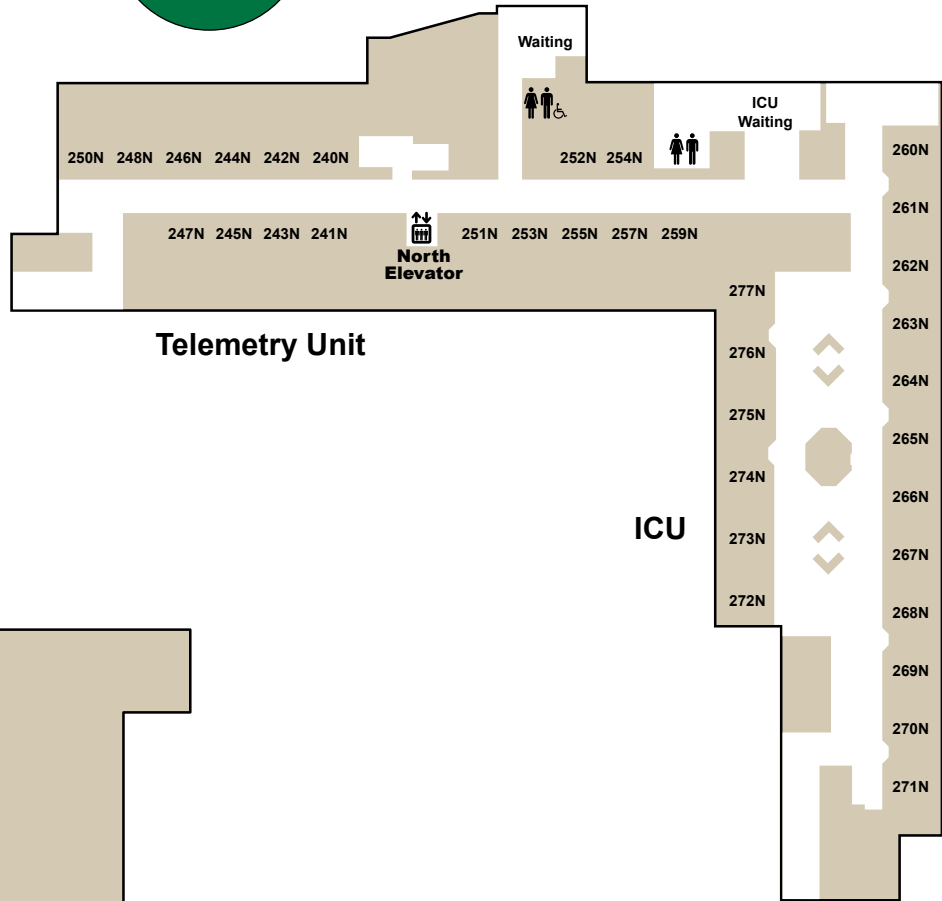 Waiting
ICU
Waiting
250N 248N 246N 244N 242N 240N
252N 254N
260N
261N
247N 245N 243N 241N
251N 253N 255N 257N 259N
North
Elevator
262N
277N
263N
Telemetry Unit
276N
264N
275N
265N
274N
266N
ICU
273N
267N
272N
268N
269N
270N
271N